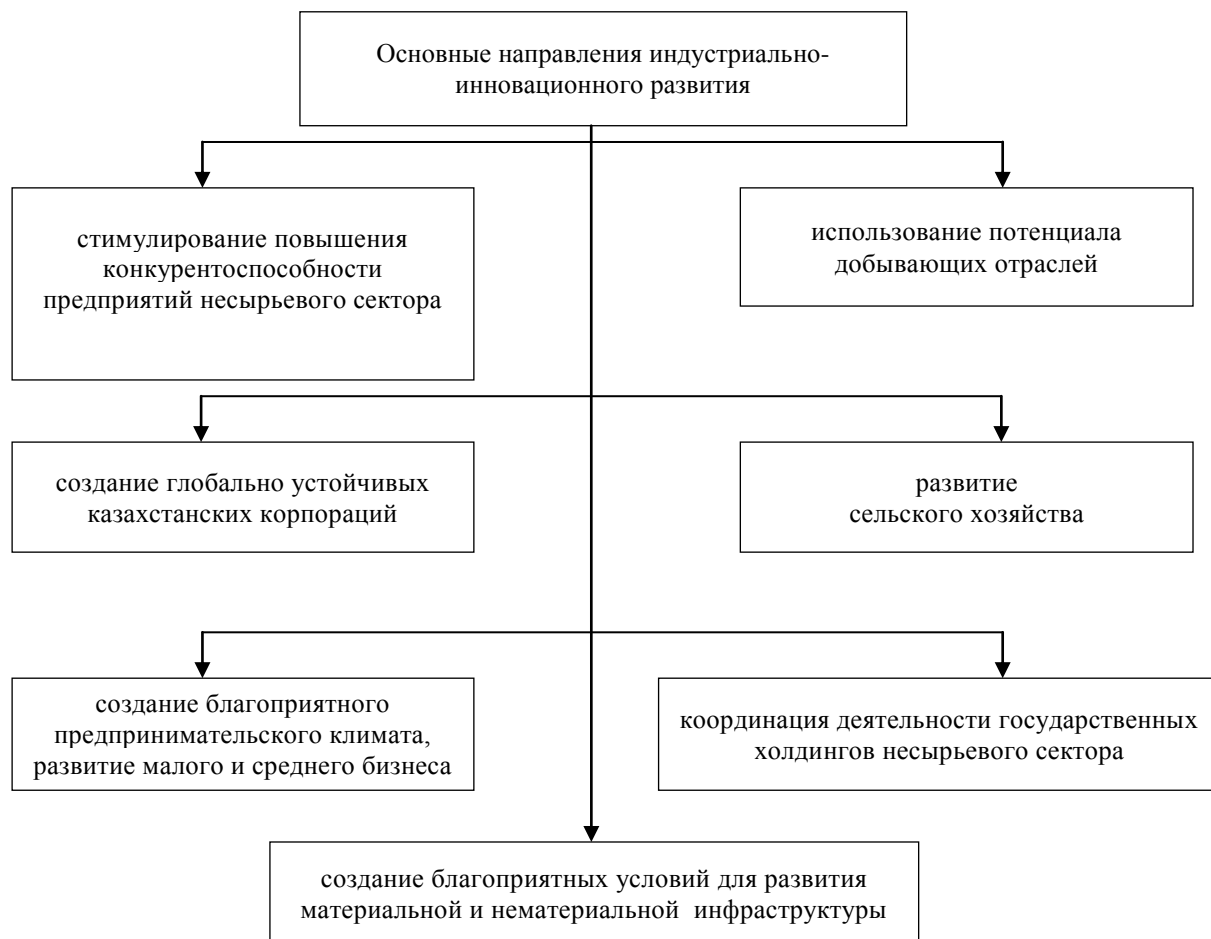 Основные направления индустриально-
инновационного развития
стимулирование повышения
конкурентоспособности
предприятий несырьевого сектора
использование потенциала
добывающих отраслей
создание глобально устойчивых
казахстанских корпораций
развитие
сельского хозяйства
создание благоприятного
предпринимательского климата,
развитие малого и среднего бизнеса
координация деятельности государственных
холдингов несырьевого сектора
создание благоприятных условий для развития
материальной и нематериальной инфраструктуры